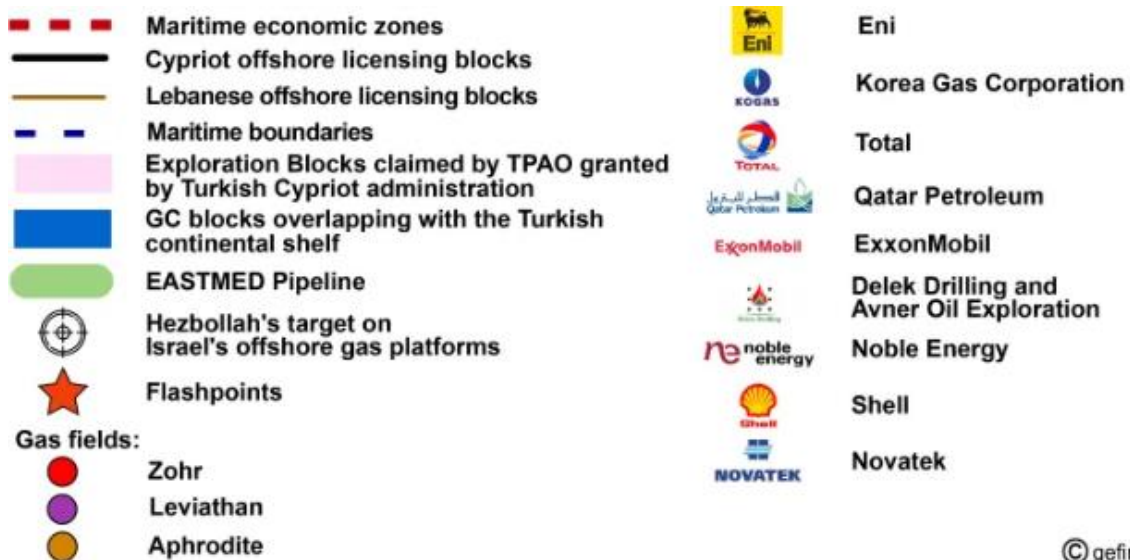 Maritime economic zones
Cypriot offshore licensing blocks
Lebanese offshore licensing blocks
Maritime boundaries
Exploration Blocks claimed by TPAO granted
by Turkish Cypriot administration
GC blocks overlapping with the Turkish
continental shelf
EASTMED Pipeline
Hezbollah's target on
Israel's offshore gas platforms
Flashpoints
Gas fields:
Zohr
Leviathan
Aphrodite
Eni
Eni
KOGAS
Korea Gas Corporation
TOTAL
Total
Qatar Petroleum
Qatar Petroleum
ExxonMobil
ExxonMobil
Delek Drilling and
Avner Oil Exploration
ne noble
energy
Noble Energy
Shell
Shell
NOVATEK
Novatek
© gefi